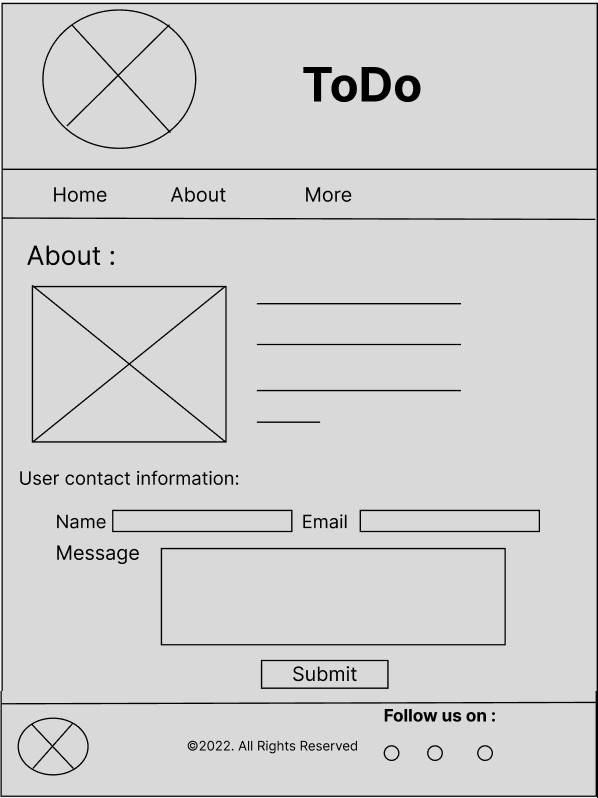 ToDo
Home About More
About :
User contact information:
Name Email
Message
Submit
Follow us on :
©2022. All Rights Reserved